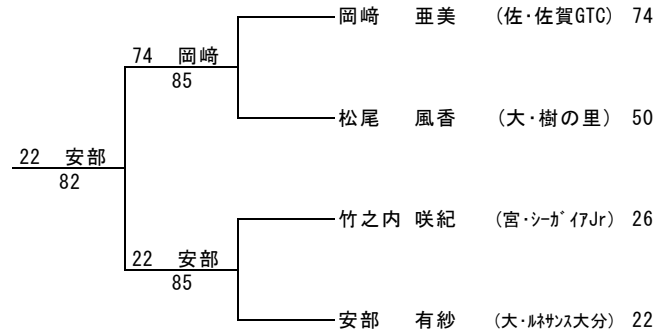 岡﨑 亜美 (佐・佐賀GTC) 74
74 岡﨑
85
松尾 風香 (大・樹の里) 50
22 安部
82
竹之内 咲紀 (宮・ｼｰｶﾞｲｱJr) 26
22 安部
85
安部 有紗 (大・ﾙﾈｻﾝｽ大分) 22